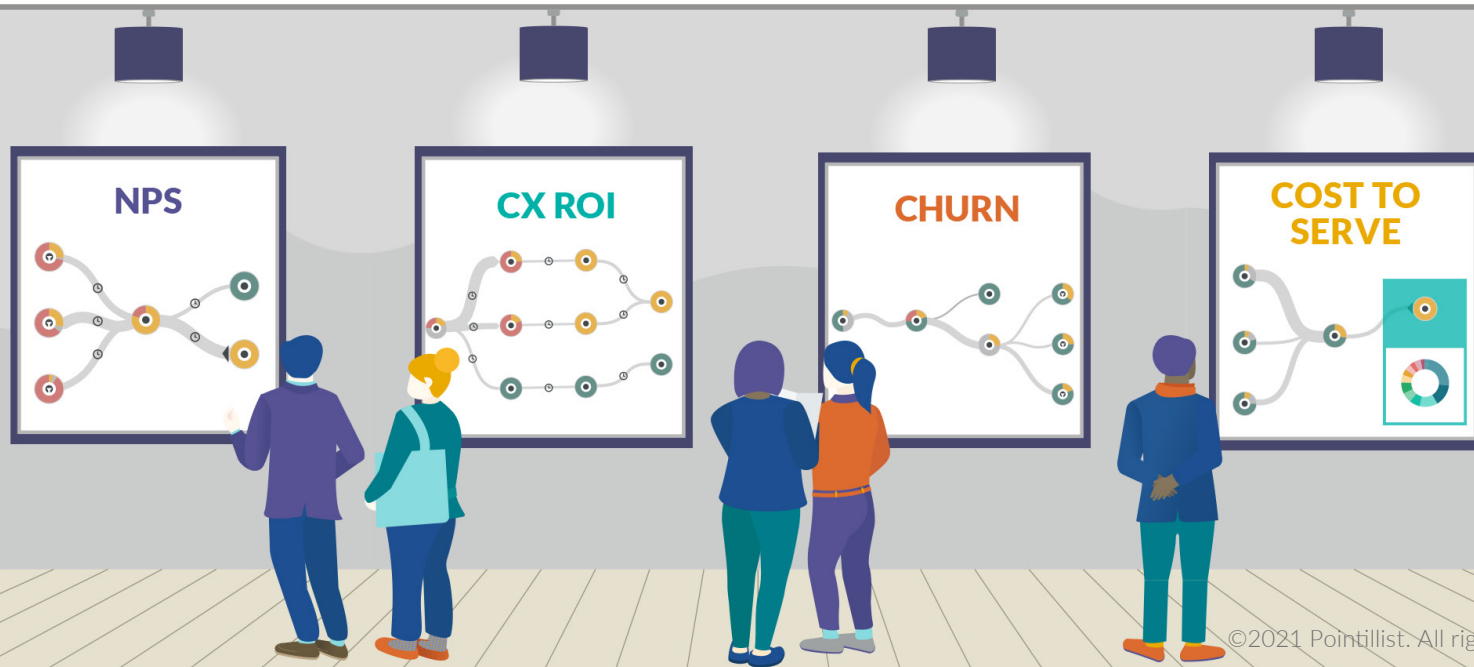 NPS
CX ROI
CHURN
COST TO
SERVE
©2021 Pointillist. All rig